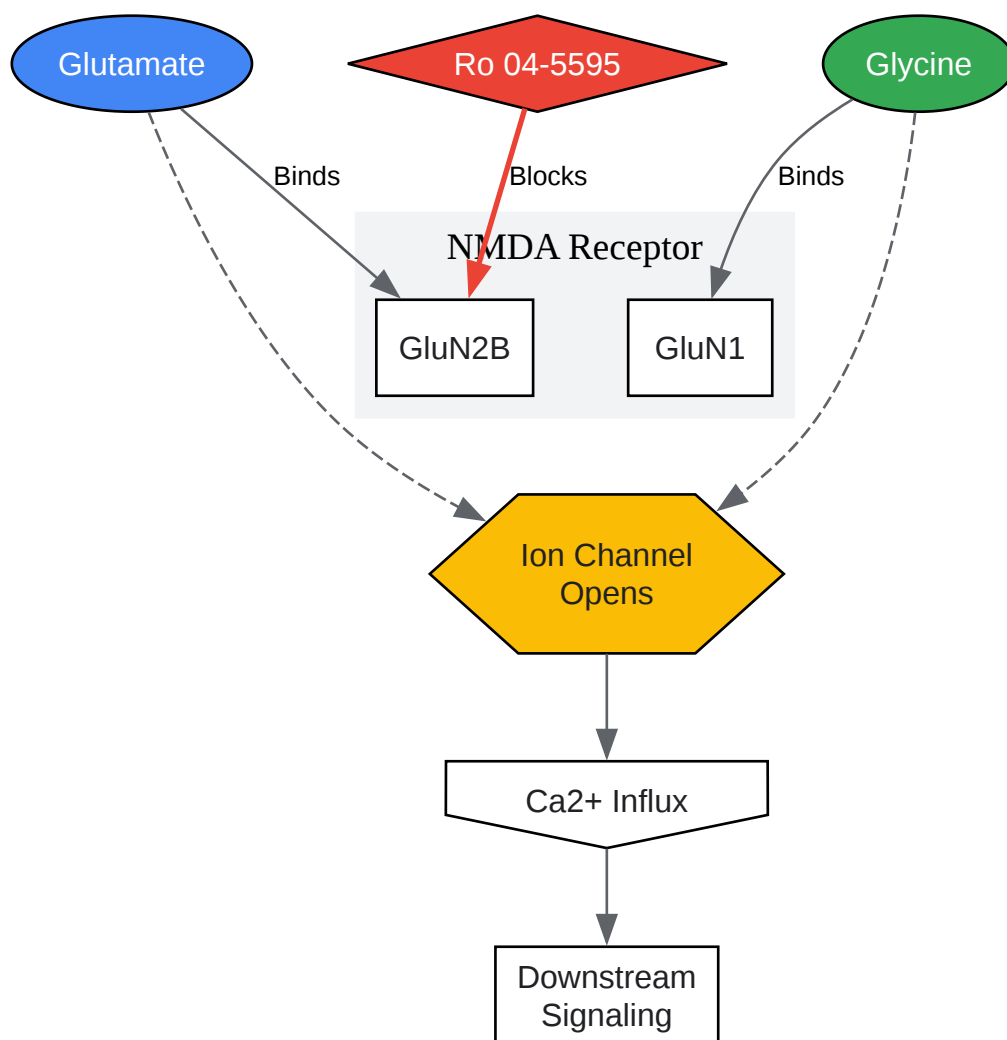 Glutamate
Ro 04-5595
Glycine
Binds
Blocks
Binds
NMDA Receptor
GluN2B
GluN1
Ion Channel
Opens
Ca2+ Influx
Downstream
Signaling